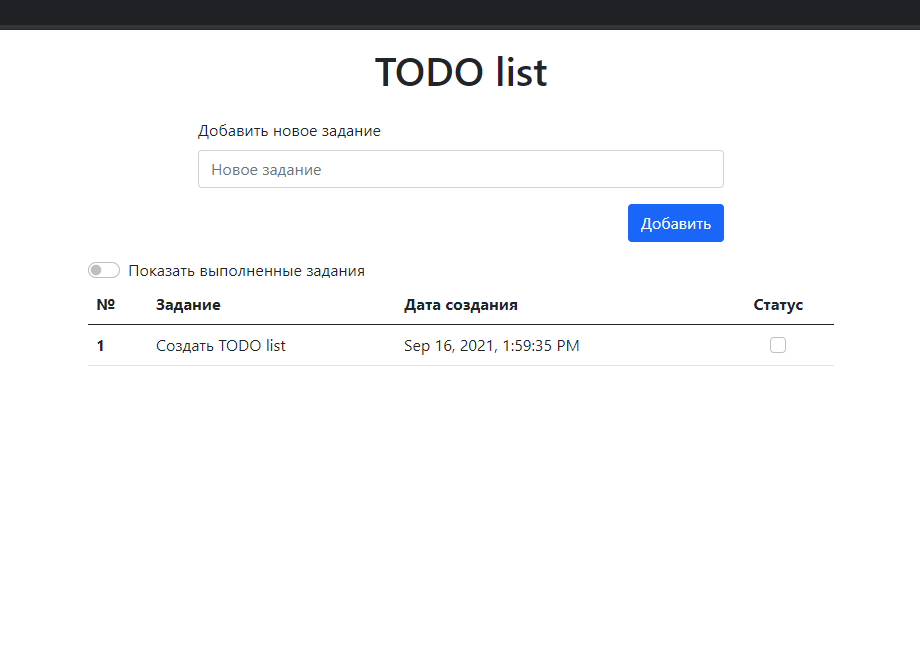 TODO list
Добавить новое задание
Новое задание
Добавить
Показать выполненные задания
№ Задание Дата создания Статус
1 Создать TODO list Sep 16, 2021, 1:59:35 PM